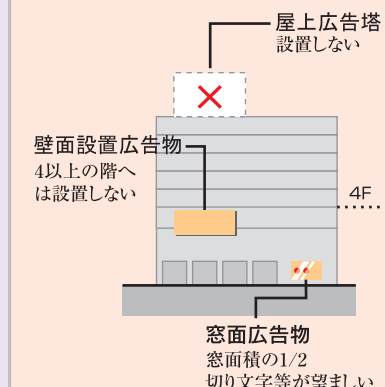 屋上広告塔
設置しない
壁面設置広告物
4以上の階へ
は設置しない
4F
窓面広告物
窓面積の1/2
切り文字等が望ましい